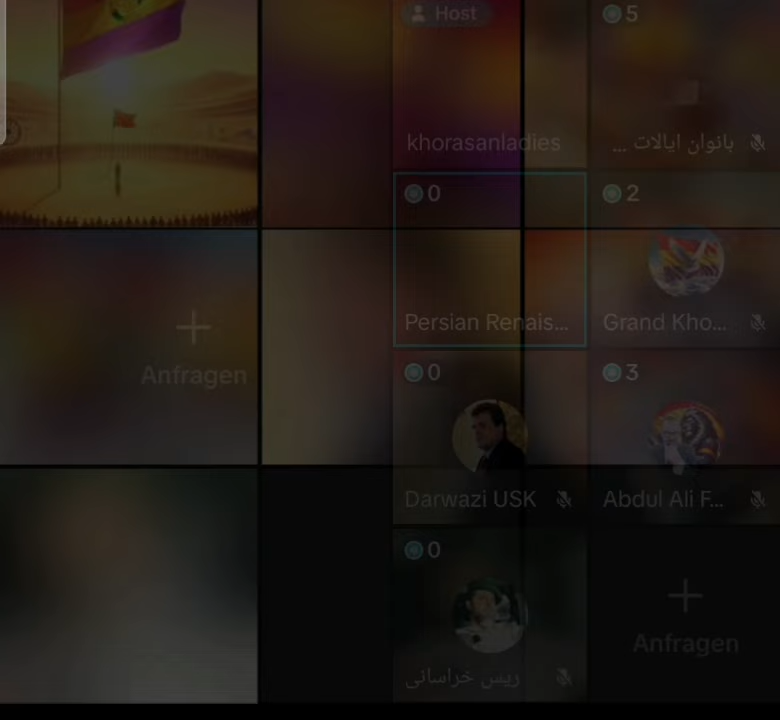 Host
5
khorasanladies
بانوان ایالات ...
0
2
Persian Renais...
Grand Kho...
Anfragen
0
3
Darwazi USK
Abdul Ali F...
0
Anfragen
ریس خراسانی